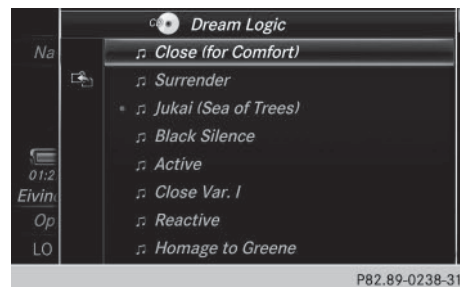 CD Dream Logic
Na
♫ Close (for Comfort)
♫ Surrender
• ♫ Jukai (Sea of Trees)
♫ Black Silence
01:2
♫ Active
Eivin
♫ Close Var. I
Op
♫ Reactive
LO
♫ Homage to Greene
P82.89-0238-31